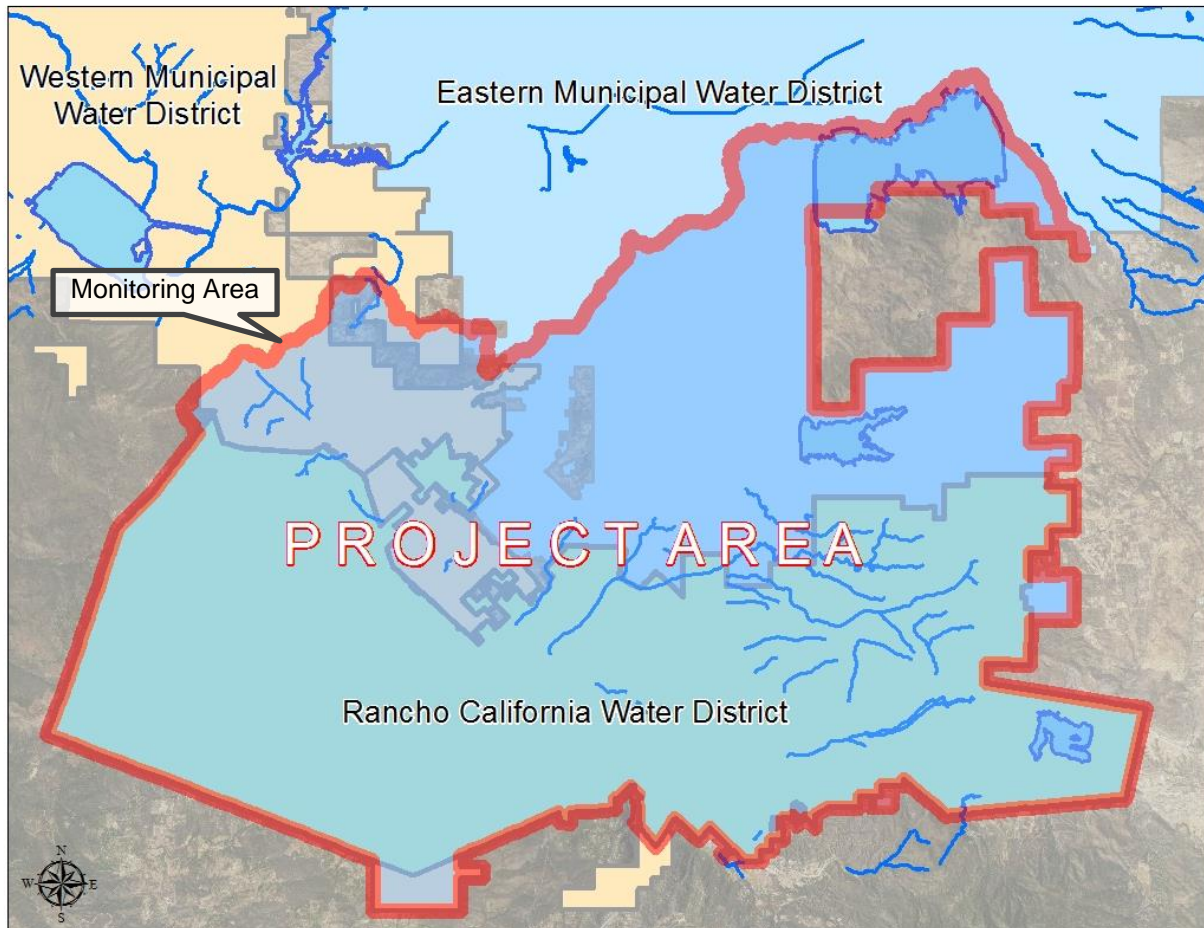 Western Municipal
Water District
Eastern Municipal Water District
Monitoring Area
PROJECT AREA
Rancho California Water District
N
W E
S